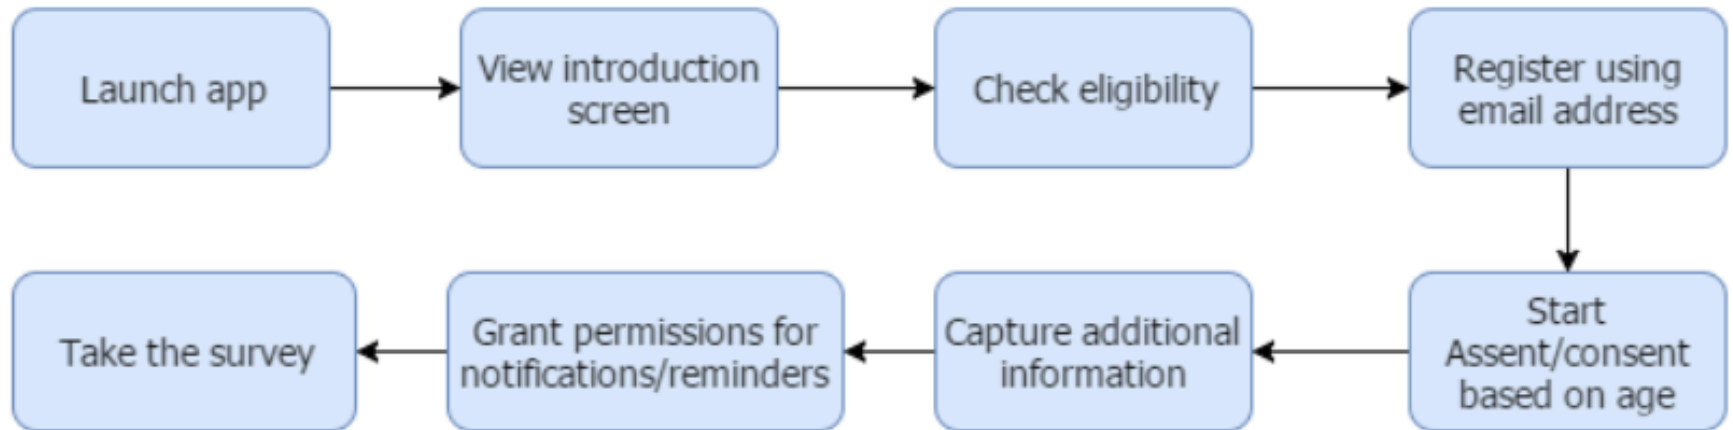 Launch app
View introduction
screen
Check eligibility
Register using
email address
Start
Assent/consent
based on age
Capture additional
information
Grant permissions for
notifications/reminders
Take the survey